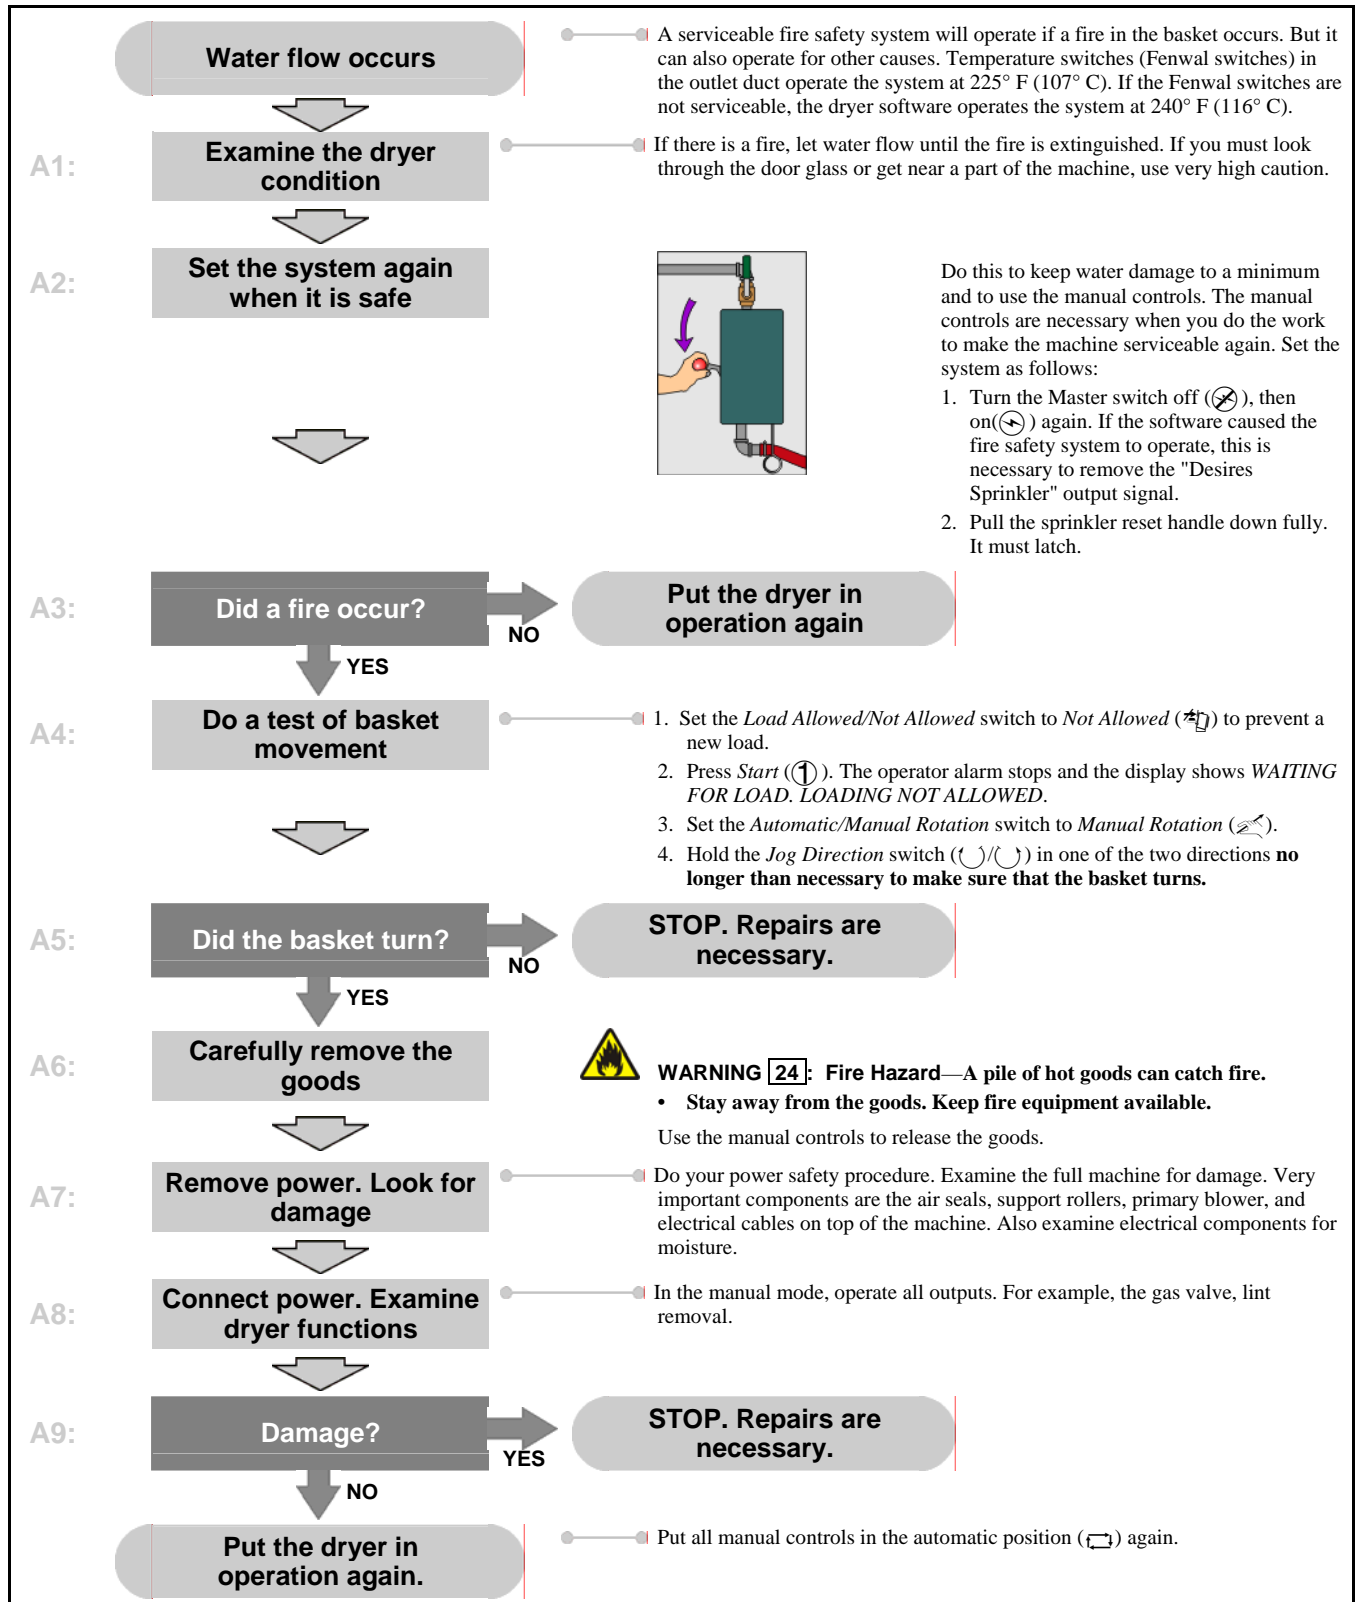 Water flow occurs
A serviceable fire safety system will operate if a fire in the basket occurs. But it
can also operate for other causes. Temperature switches (Fenwal switches) in
the outlet duct operate the system at 225° F (107° C). If the Fenwal switches are
not serviceable, the dryer software operates the system at 240° F (116° C).
A1:
Examine the dryer
condition
If there is a fire, let water flow until the fire is extinguished. If you must look
through the door glass or get near a part of the machine, use very high caution.
A2:
Set the system again
when it is safe
Do this to keep water damage to a minimum
and to use the manual controls. The manual
controls are necessary when you do the work
to make the machine serviceable again. Set the
system as follows:
1. Turn the Master switch off ( ), then
on( ) again. If the software caused the
fire safety system to operate, this is
necessary to remove the "Desires
Sprinkler" output signal.
2. Pull the sprinkler reset handle down fully.
It must latch.
A3:
Did a fire occur?
NO
Put the dryer in
operation again
YES
A4:
Do a test of basket
movement
1. Set the Load Allowed/Not Allowed switch to Not Allowed ( ) to prevent a
new load.
2. Press Start (1). The operator alarm stops and the display shows WAITING
FOR LOAD. LOADING NOT ALLOWED.
3. Set the Automatic/Manual Rotation switch to Manual Rotation ( ).
4. Hold the Jog Direction switch ( / ) in one of the two directions no
longer than necessary to make sure that the basket turns.
A5:
Did the basket turn?
NO
STOP. Repairs are
necessary.
YES
A6:
Carefully remove the
goods
WARNING 24: Fire Hazard—A pile of hot goods can catch fire.
• Stay away from the goods. Keep fire equipment available.
Use the manual controls to release the goods.
A7:
Remove power. Look for
damage
Do your power safety procedure. Examine the full machine for damage. Very
important components are the air seals, support rollers, primary blower, and
electrical cables on top of the machine. Also examine electrical components for
moisture.
A8:
Connect power. Examine
dryer functions
In the manual mode, operate all outputs. For example, the gas valve, lint
removal.
A9:
Damage?
YES
STOP. Repairs are
necessary.
NO
Put the dryer in
operation again.
Put all manual controls in the automatic position ( ) again.